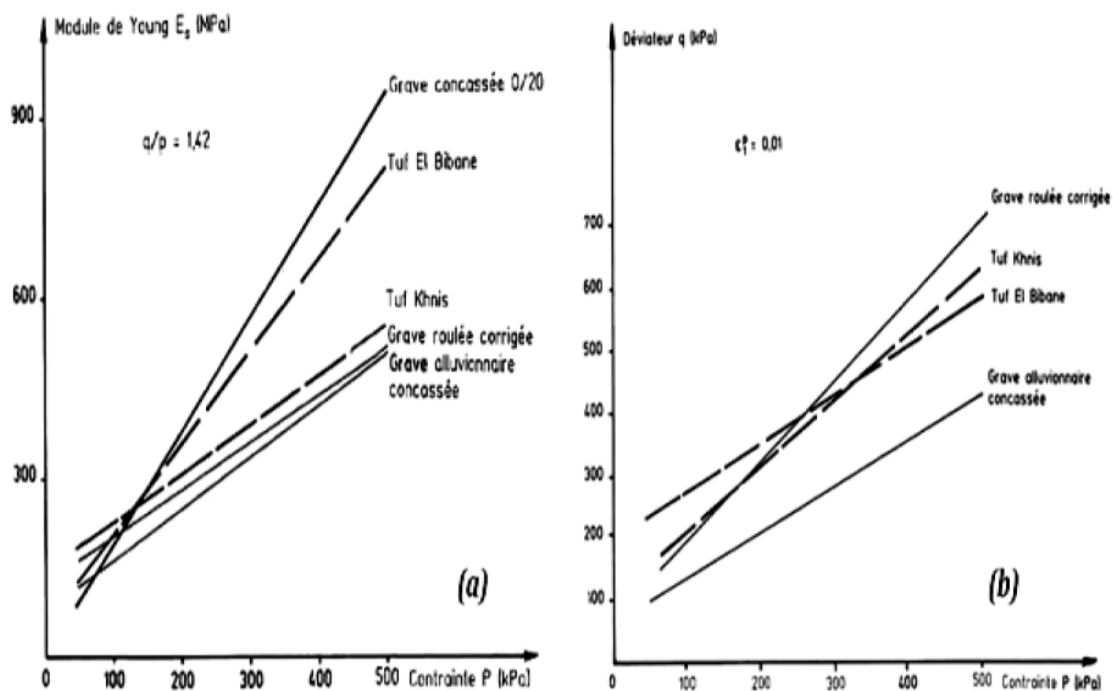 Module de Young E_s (MPa)
900
600
300
q/p = 1,42
Grave concassée 0/20
Tuf El Bibane
Tuf Khnis
Grave roulée corrigée
Grave alluvionnaire
concassée
(a)
0 100 200 300 400 500 Contrainte P (kPa)
Déviateur q (kPa)
700
600
500
400
300
200
100
ε₁ᵖ = 0,01
Grave roulée corrigée
Tuf Khnis
Tuf El Bibane
Grave alluvionnaire
concassée
(b)
0 100 200 300 400 500 Contrainte P (kPa)